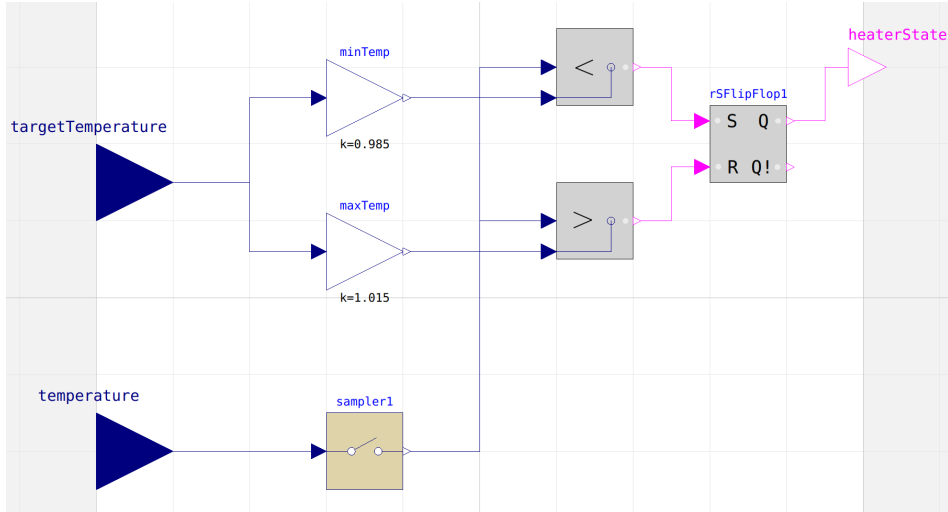 heaterState
minTemp
<
rSFlipFlop1
targetTemperature
S Q
k=0.985
R Q!
maxTemp
>
k=1.015
temperature
sampler1